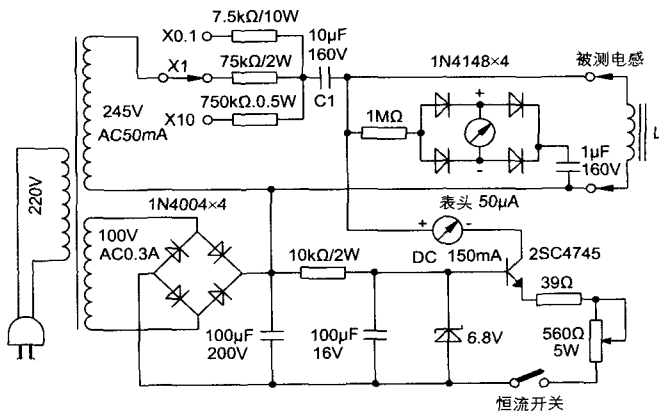 7.5kΩ/10W
X0.1
10μF
160V
C1
X1
75kΩ/2W
750kΩ.0.5W
X10
245V
AC50mA
220V
1N4148×4
被测电感
1MΩ
+
-
1μF
160V
L
表头 50μA
1N4004×4
100V
AC0.3A
+
-
DC 150mA
2SC4745
10kΩ/2W
39Ω
100μF
200V
100μF
16V
6.8V
560Ω
5W
恒流开关